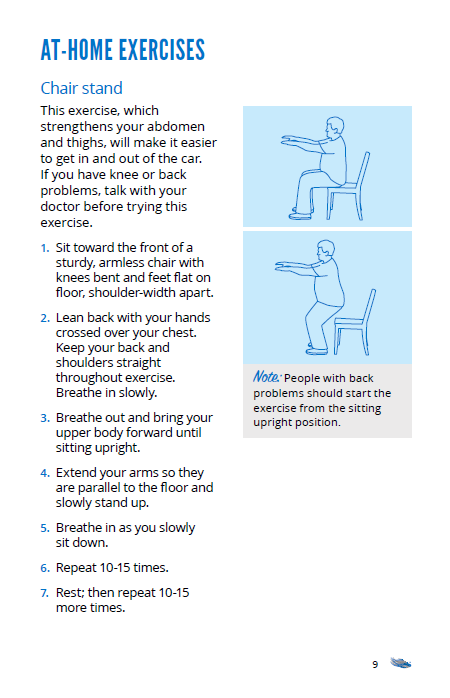 AT-HOME EXERCISES
Chair stand
This exercise, which
strengthens your abdomen
and thighs, will make it easier
to get in and out of the car.
If you have knee or back
problems, talk with your
doctor before trying this
exercise.
1. Sit toward the front of a
sturdy, armless chair with
knees bent and feet flat on
floor, shoulder-width apart.
2. Lean back with your hands
crossed over your chest.
Keep your back and
shoulders straight
throughout exercise.
Breathe in slowly.
3. Breathe out and bring your
upper body forward until
sitting upright.
4. Extend your arms so they
are parallel to the floor and
slowly stand up.
5. Breathe in as you slowly
sit down.
6. Repeat 10-15 times.
7. Rest; then repeat 10-15
more times.
Note: People with back
problems should start the
exercise from the sitting
upright position.
9